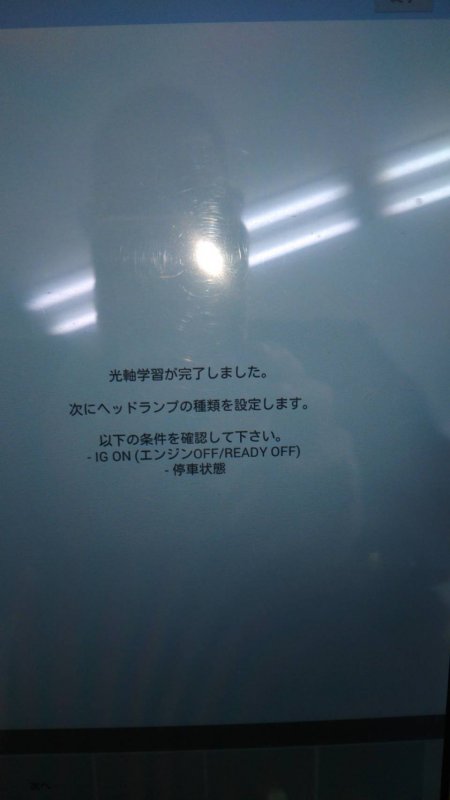 光軸学習が完了しました。
次にヘッドランプの種類を設定します。
以下の条件を確認して下さい。
- IG ON (エンジンOFF/READY OFF)
- 停車状態
次へ